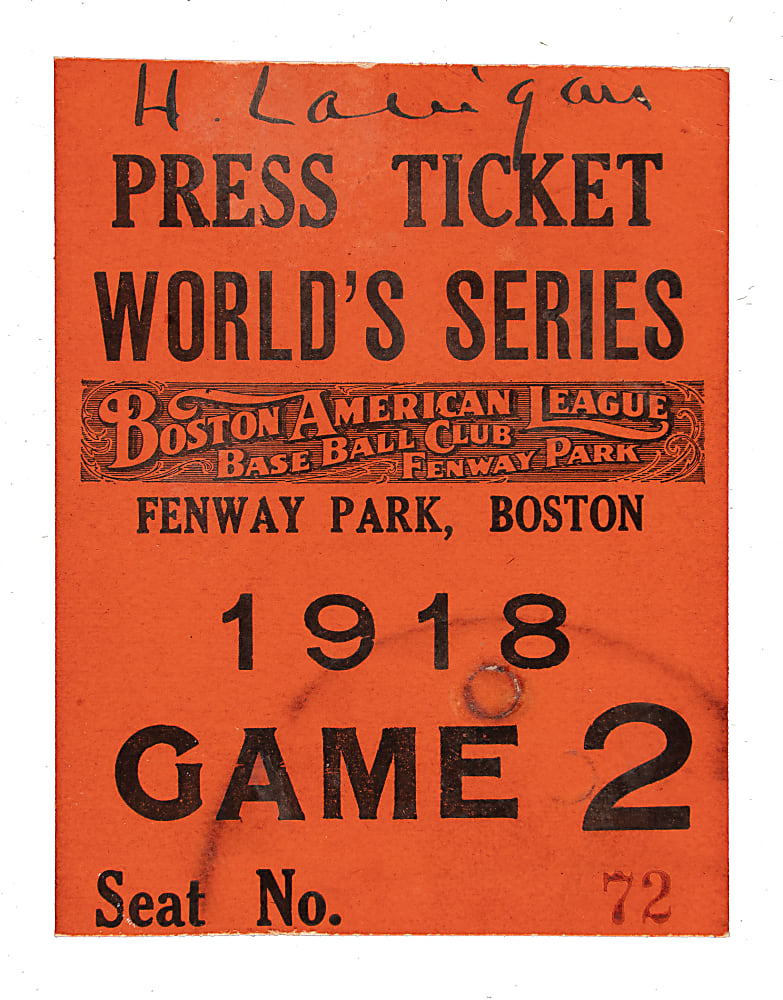 H. Lanigan
PRESS TICKET
WORLD'S SERIES
BOSTON AMERICAN LEAGUE
BASE BALL CLUB
FENWAY PARK
FENWAY PARK, BOSTON
1918
GAME 2
Seat No. 72